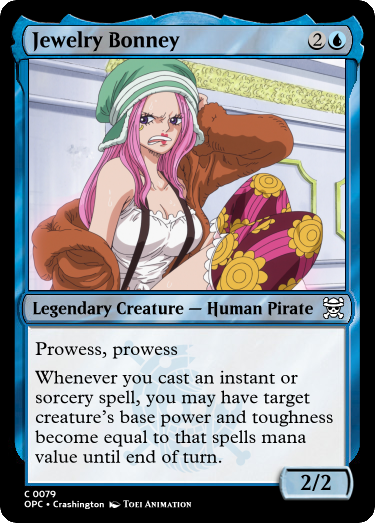 Jewelry Bonney 2
Legendary Creature — Human Pirate
Prowess, prowess
Whenever you cast an instant or
sorcery spell, you may have target
creature's base power and toughness
become equal to that spells mana
value until end of turn.
2/2
C 0079
OPC • Crashington Toei Animation